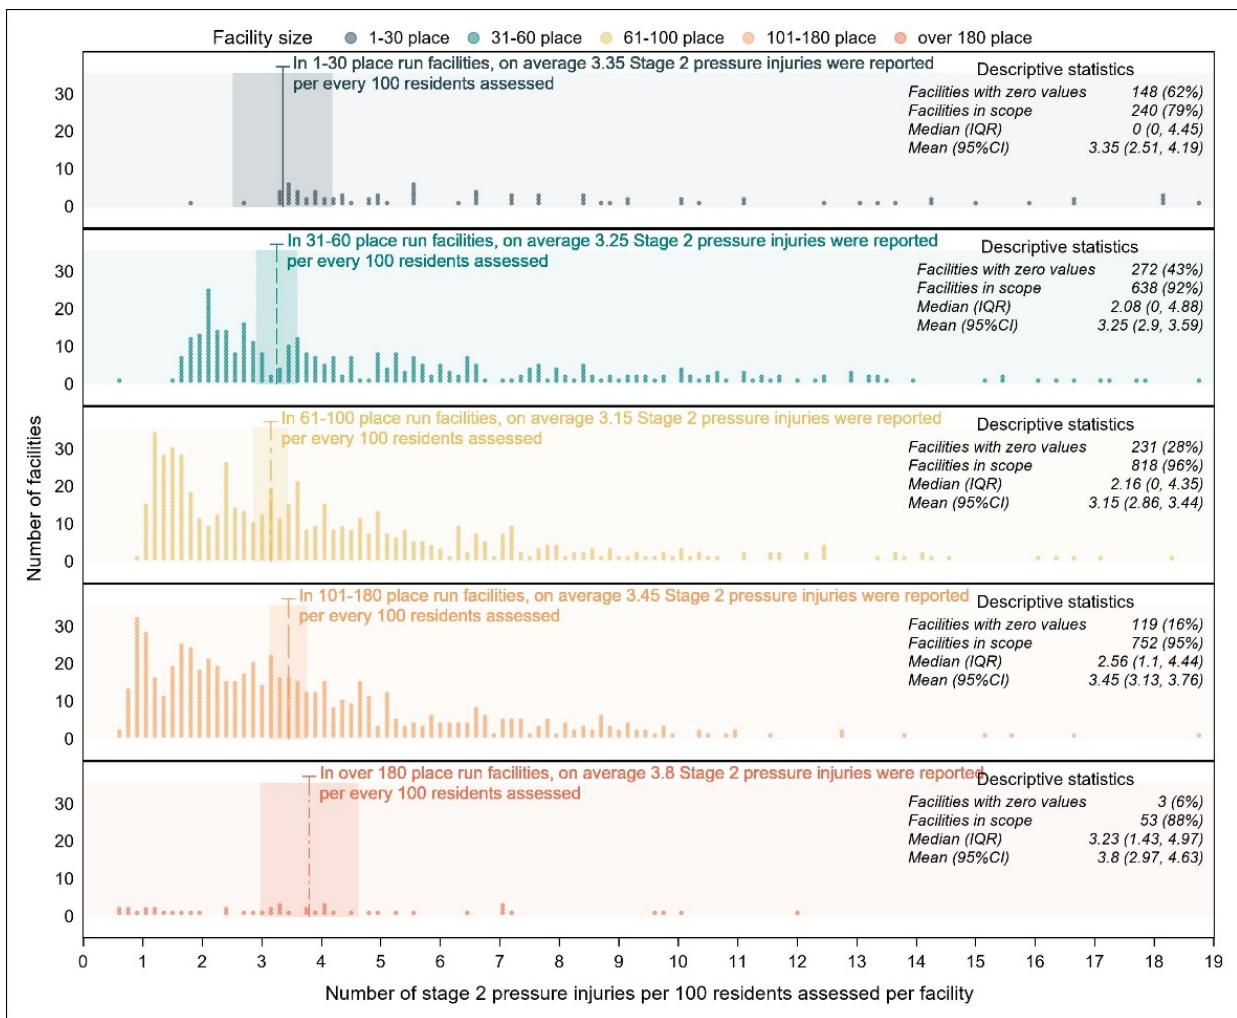 Facility size 1-30 place 31-60 place 61-100 place 101-180 place over 180 place
In 1-30 place run facilities, on average 3.35 Stage 2 pressure injuries were reported
per every 100 residents assessed
Descriptive statistics
Facilities with zero values 148 (62%)
Facilities in scope 240 (79%)
Median (IQR) 0 (0, 4.45)
Mean (95%CI) 3.35 (2.51, 4.19)
30
20
10
0
In 31-60 place run facilities, on average 3.25 Stage 2 pressure injuries were reported
per every 100 residents assessed
Descriptive statistics
Facilities with zero values 272 (43%)
Facilities in scope 638 (92%)
Median (IQR) 2.08 (0, 4.88)
Mean (95%CI) 3.25 (2.9, 3.59)
30
20
10
0
In 61-100 place run facilities, on average 3.15 Stage 2 pressure injuries were reported
per every 100 residents assessed
Descriptive statistics
Facilities with zero values 231 (28%)
Facilities in scope 818 (96%)
Median (IQR) 2.16 (0, 4.35)
Mean (95%CI) 3.15 (2.86, 3.44)
30
20
10
0
Number of facilities
In 101-180 place run facilities, on average 3.45 Stage 2 pressure injuries were reported
per every 100 residents assessed
Descriptive statistics
Facilities with zero values 119 (16%)
Facilities in scope 752 (95%)
Median (IQR) 2.56 (1.1, 4.44)
Mean (95%CI) 3.45 (3.13, 3.76)
30
20
10
0
In over 180 place run facilities, on average 3.8 Stage 2 pressure injuries were reported
per every 100 residents assessed
Descriptive statistics
Facilities with zero values 3 (6%)
Facilities in scope 53 (88%)
Median (IQR) 3.23 (1.43, 4.97)
Mean (95%CI) 3.8 (2.97, 4.63)
30
20
10
0
0 1 2 3 4 5 6 7 8 9 10 11 12 13 14 15 16 17 18 19
Number of stage 2 pressure injuries per 100 residents assessed per facility